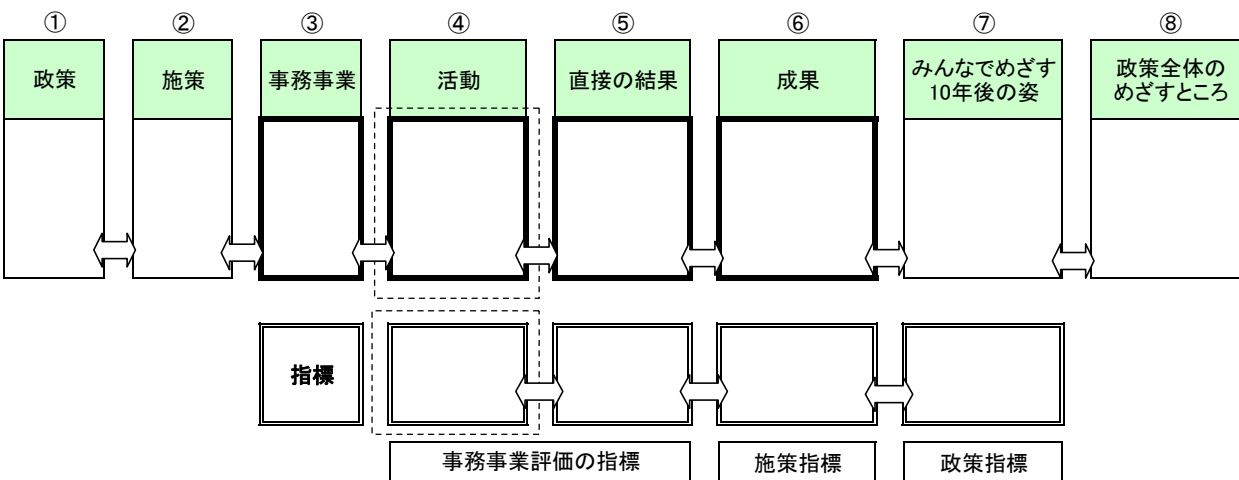 ① ② ③ ④ ⑤ ⑥ ⑦ ⑧
政策
施策
事務事業
活動
直接の結果
成果
みんなでめざす
10年後の姿
政策全体の
めざすところ
指標
事務事業評価の指標
施策指標
政策指標